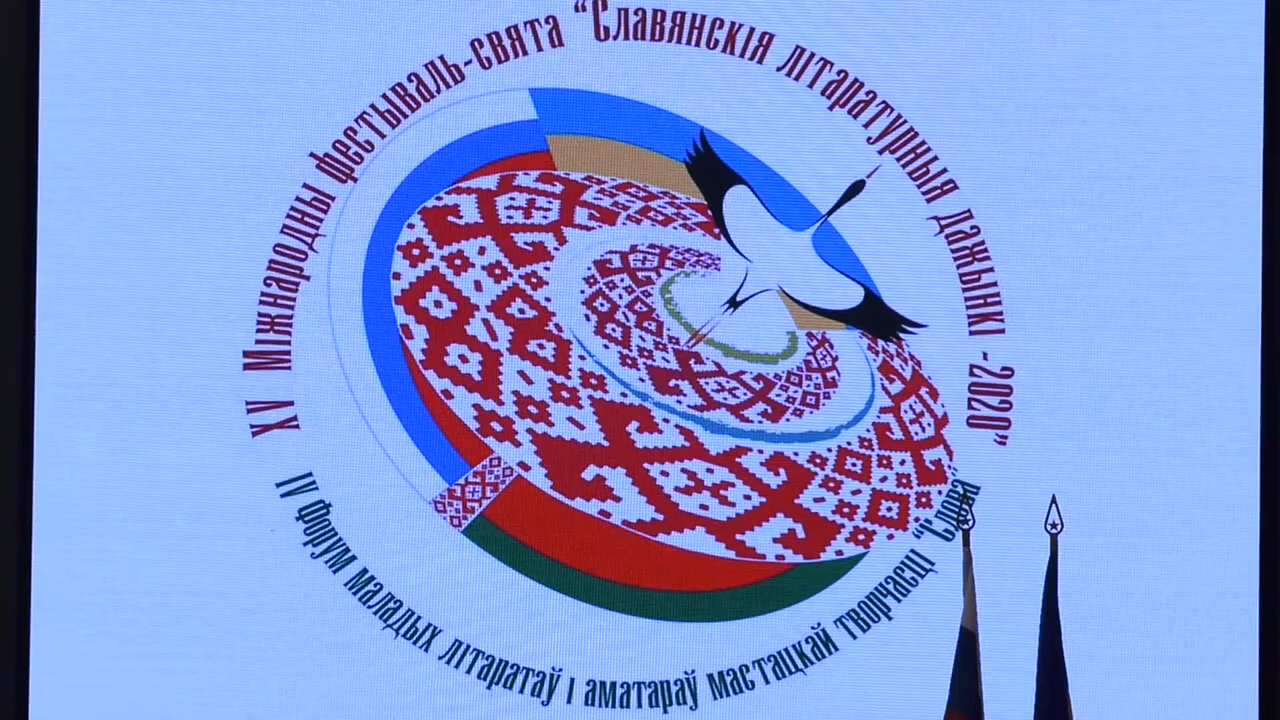 XV Міжнародны фестываль-свята "Славянскія літаратурныя дажынкі -2020"
IV форум маладых літаратаў і аматараў мастацкай творчасці "Слова"